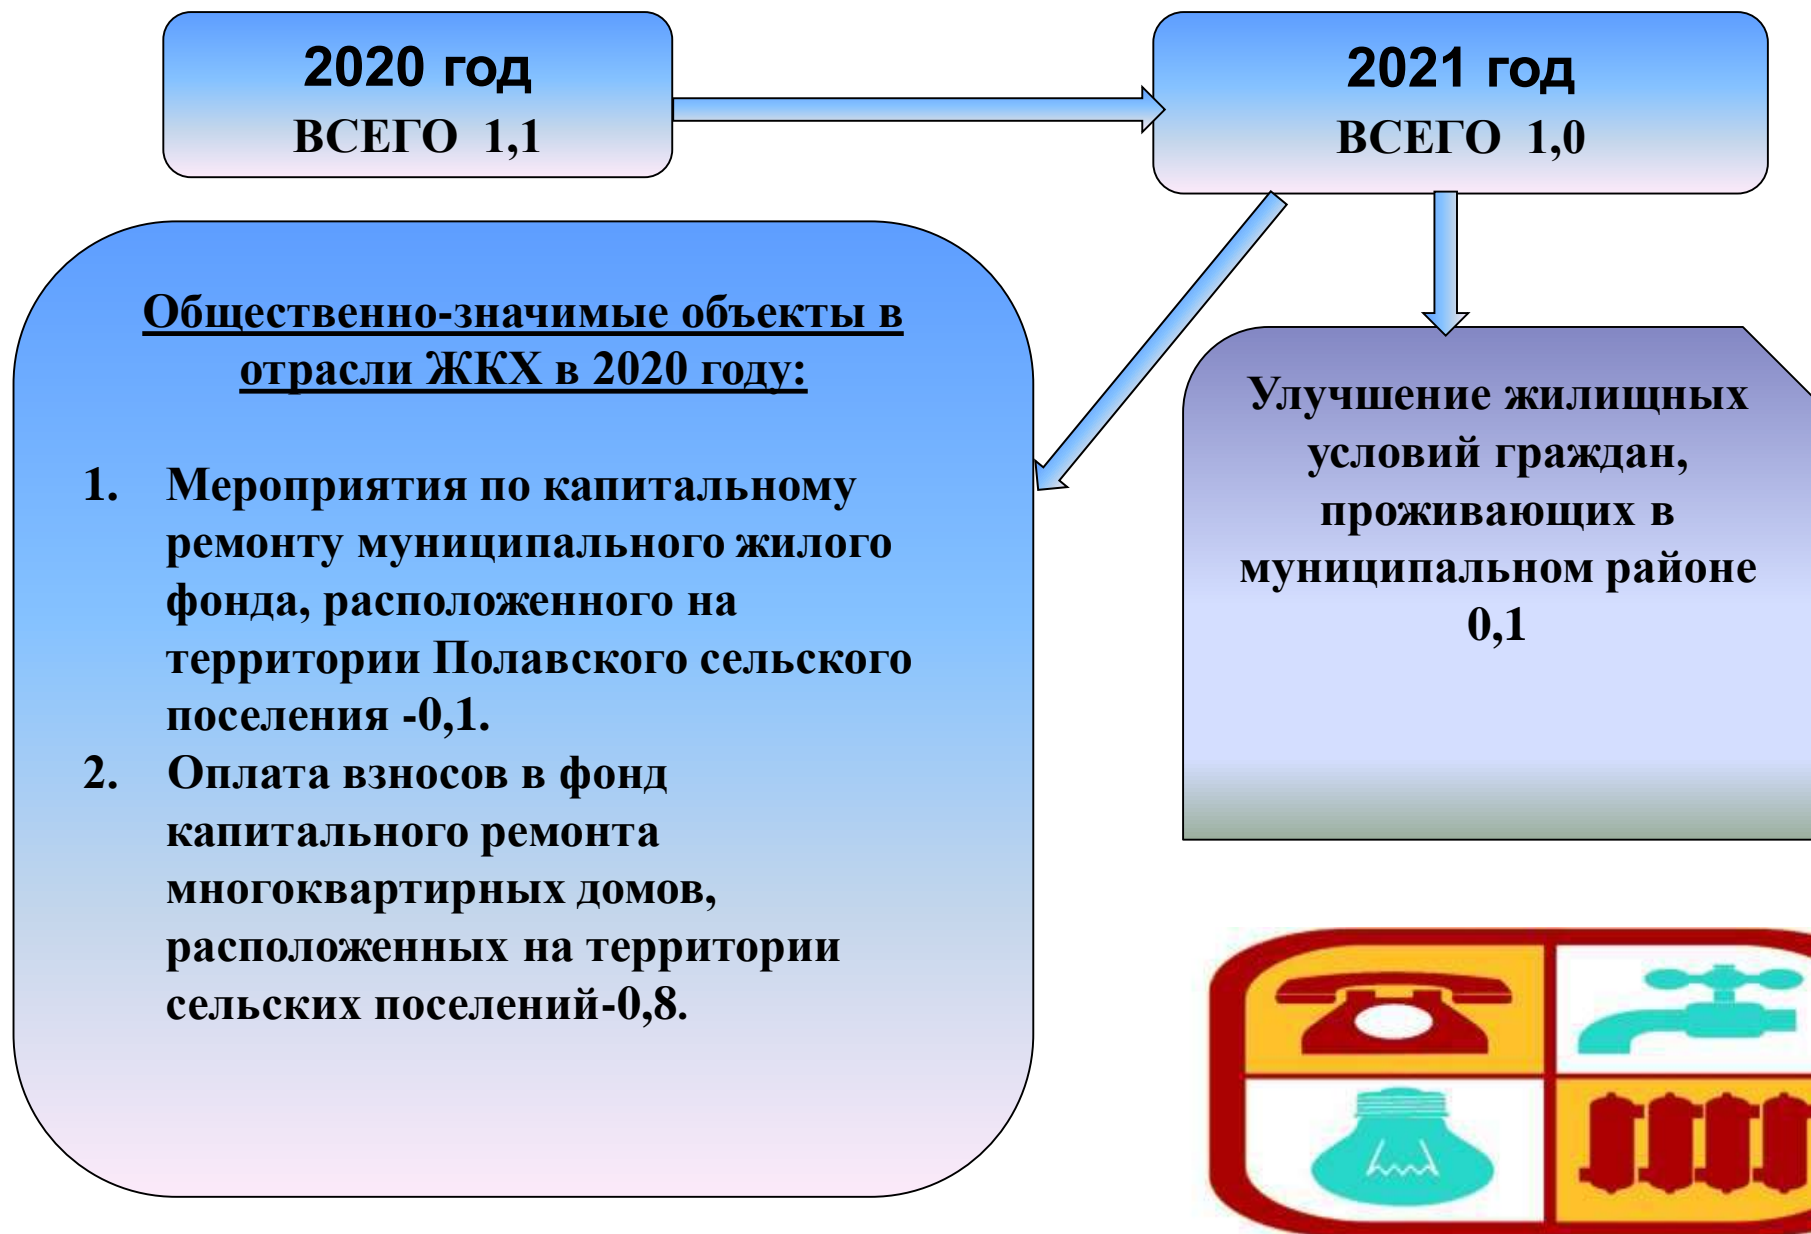 2020 год
ВСЕГО 1,1
2021 год
ВСЕГО 1,0
Общественно-значимые объекты в
отрасли ЖКХ в 2020 году:
1. Мероприятия по капитальному
ремонту муниципального жилого
фонда, расположенного на
территории Полавского сельского
поселения -0,1.
2. Оплата взносов в фонд
капитального ремонта
многоквартирных домов,
расположенных на территории
сельских поселений-0,8.
Улучшение жилищных
условий граждан,
проживающих в
муниципальном районе
0,1